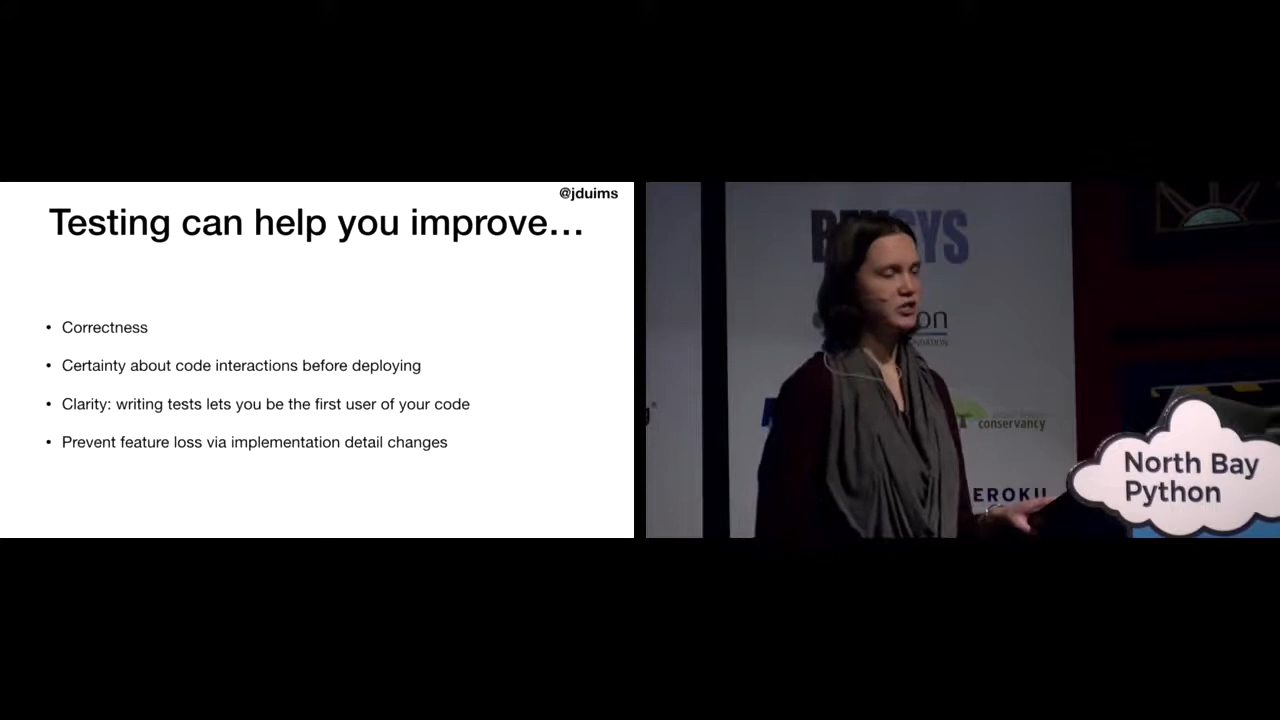 @jduims
Testing can help you improve…
• Correctness
• Certainty about code interactions before deploying
• Clarity: writing tests lets you be the first user of your code
• Prevent feature loss via implementation detail changes
conservancy
North Bay
Python